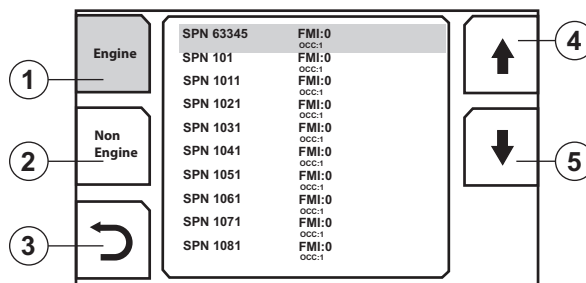 Engine
Non
Engine
SPN 63345 FMI:0
OCC:1
SPN 101 FMI:0
OCC:1
SPN 1011 FMI:0
OCC:1
SPN 1021 FMI:0
OCC:1
SPN 1031 FMI:0
OCC:1
SPN 1041 FMI:0
OCC:1
SPN 1051 FMI:0
OCC:1
SPN 1061 FMI:0
OCC:1
SPN 1071 FMI:0
OCC:1
SPN 1081 FMI:0
OCC:1
1
2
3
4
5